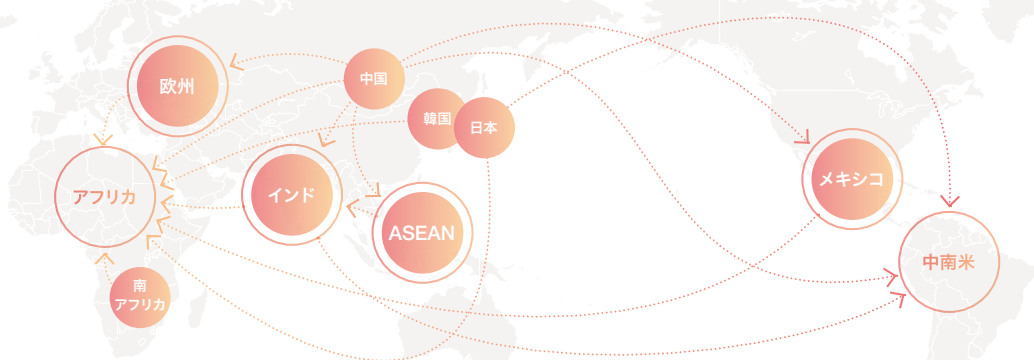 欧州
中国
韓国
日本
アフリカ
インド
ASEAN
メキシコ
中南米
南
アフリカ